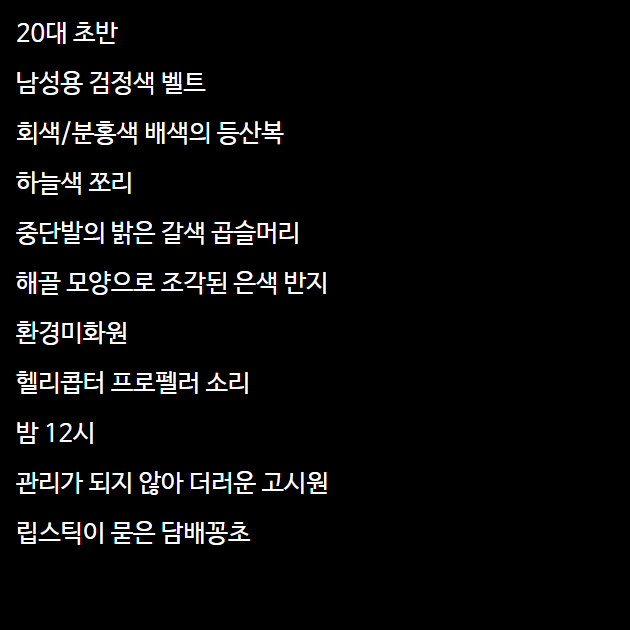 20대 초반
남성용 검정색 벨트
회색/분홍색 배색의 등산복
하늘색 쪼리
중단발의 밝은 갈색 곱슬머리
해골 모양으로 조각된 은색 반지
환경미화원
헬리콥터 프로펠러 소리
밤 12시
관리가 되지 않아 더러운 고시원
립스틱이 묻은 담배꽁초